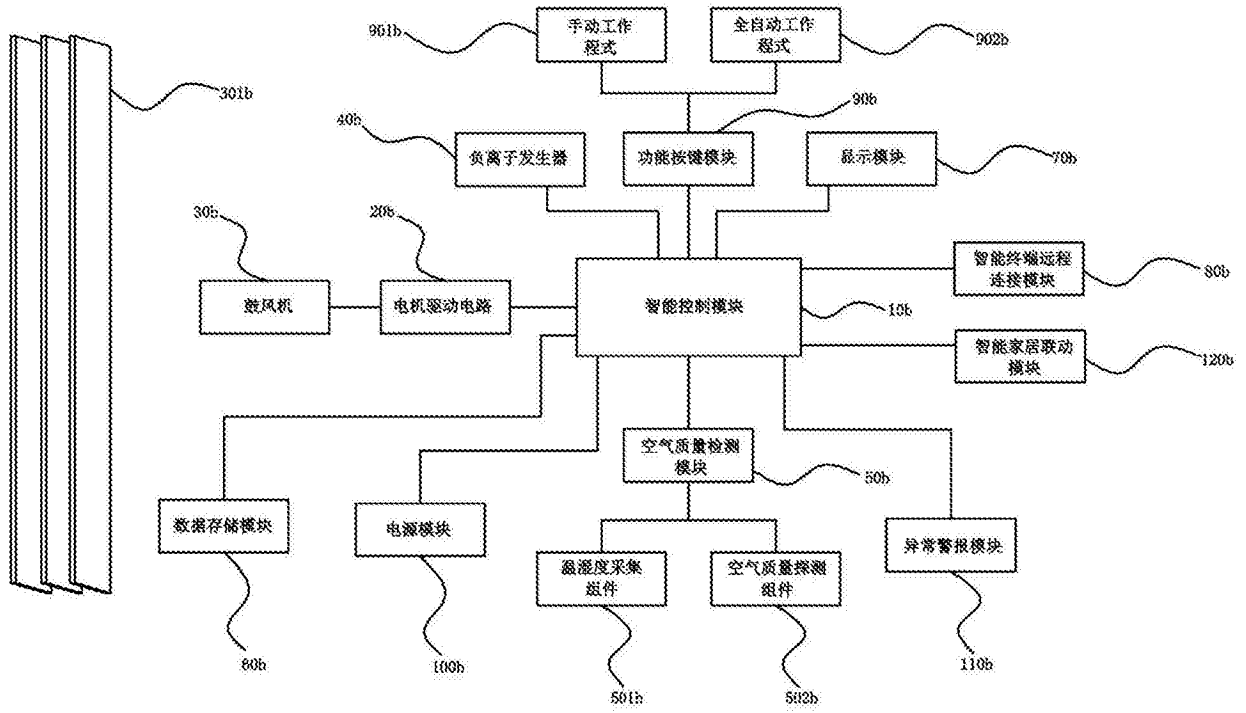 901b
手动工作
程式
全自动工作
程式
902b
301b
40b
负离子发生器
90b
功能按键模块
显示模块
70b
30b
鼓风机
20b
电机驱动电路
智能控制模块
10b
智能终端远程
连接模块
80b
智能家居联动
模块
120b
空气质量检测
模块
50b
数据存储模块
60b
电源模块
100b
温湿度采集
组件
501b
空气质量探测
组件
502b
异常警报模块
110b